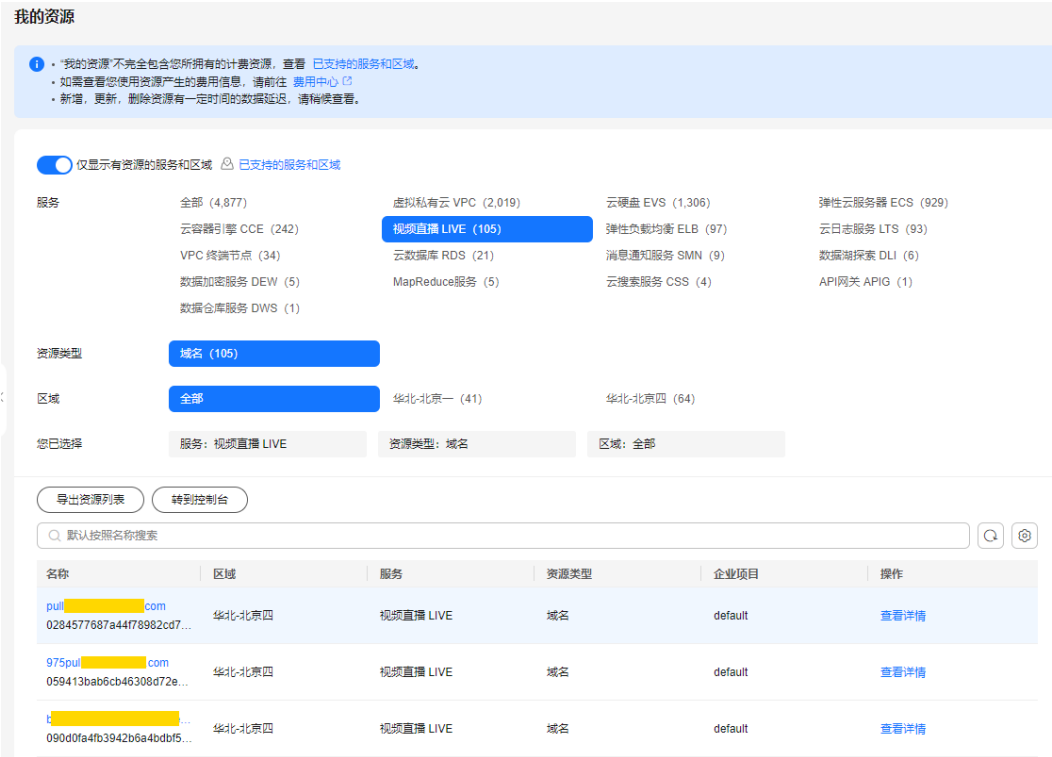 我的资源
· “我的资源”不完全包含您所拥有的计费资源，查看 已支持的服务和区域。
· 如需查看您使用资源产生的费用信息，请前往 费用中心
· 新增，更新，删除资源有一定时间的数据延迟，请稍候查看。
仅显示有资源的服务和区域 已支持的服务和区域
服务 全部（4,877） 虚拟私有云 VPC（2,019） 云硬盘 EVS（1,306） 弹性云服务器 ECS（929）
云容器引擎 CCE（242） 视频直播 LIVE（105） 弹性负载均衡 ELB（97） 云日志服务 LTS（93）
VPC 终端节点（34） 云数据库 RDS（21） 消息通知服务 SMN（9） 数据湖探索 DLI（6）
数据加密服务 DEW（5） MapReduce服务（5） 云搜索服务 CSS（4） API网关 APIG（1）
数据仓库服务 DWS（1）
资源类型 域名（105）
区域 全部 华北-北京一（41） 华北-北京四（64）
您已选择 服务：视频直播 LIVE 资源类型：域名 区域：全部
导出资源列表 转到控制台
默认按照名称搜索
名称 区域 服务 资源类型 企业项目 操作
pull com
0284577687a44f78982cd7... 华北-北京四 视频直播 LIVE 域名 default 查看详情
975pul com
059413bab6cb46308d72e... 华北-北京四 视频直播 LIVE 域名 default 查看详情
b ...
090d0fa4fb3942b6a4bdbf5... 华北-北京四 视频直播 LIVE 域名 default 查看详情